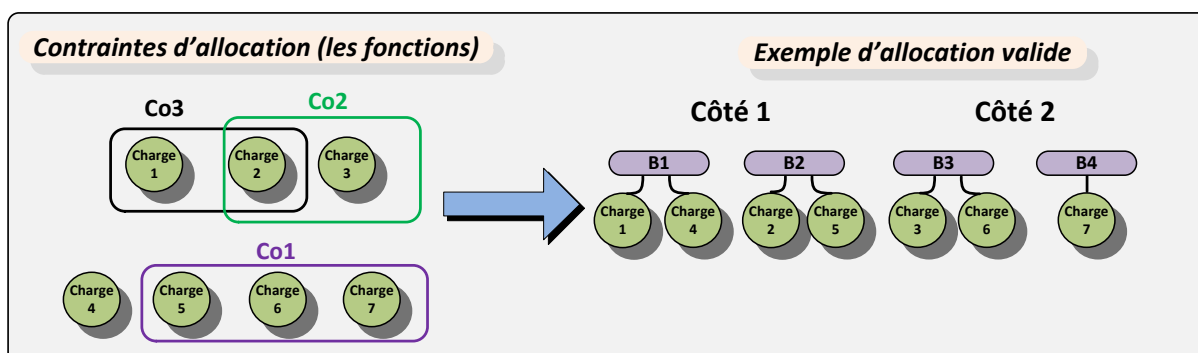 Contraintes d’allocation (les fonctions)
Co3
Co2
Charge
1
Charge
2
Charge
3
Co1
Charge
4
Charge
5
Charge
6
Charge
7
Exemple d’allocation valide
Côté 1
Côté 2
B1
B2
B3
B4
Charge
1
Charge
4
Charge
2
Charge
5
Charge
3
Charge
6
Charge
7